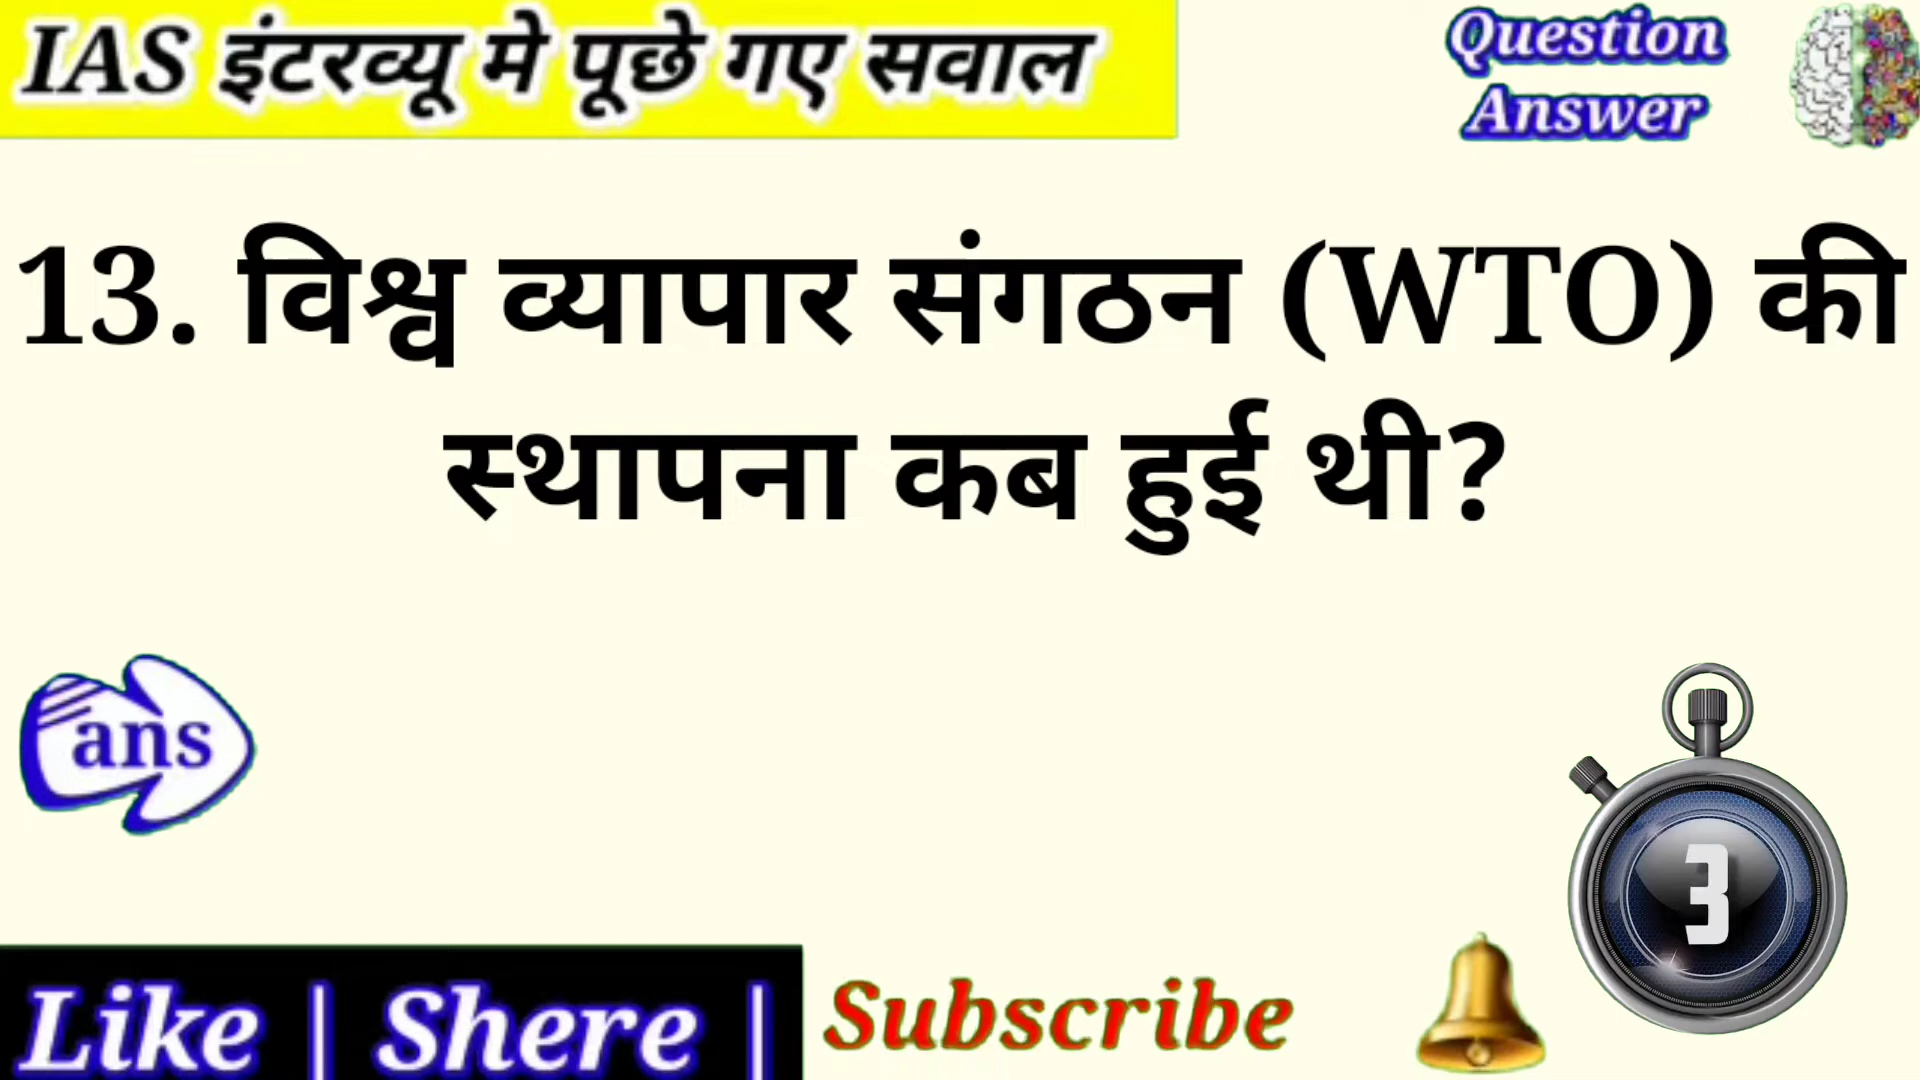 IAS इंटरव्यू मे पूछे गए सवाल
Question
Answer
13. विश्व व्यापार संगठन (WTO) की
स्थापना कब हुई थी?
ans
3
Like | Shere | Subscribe